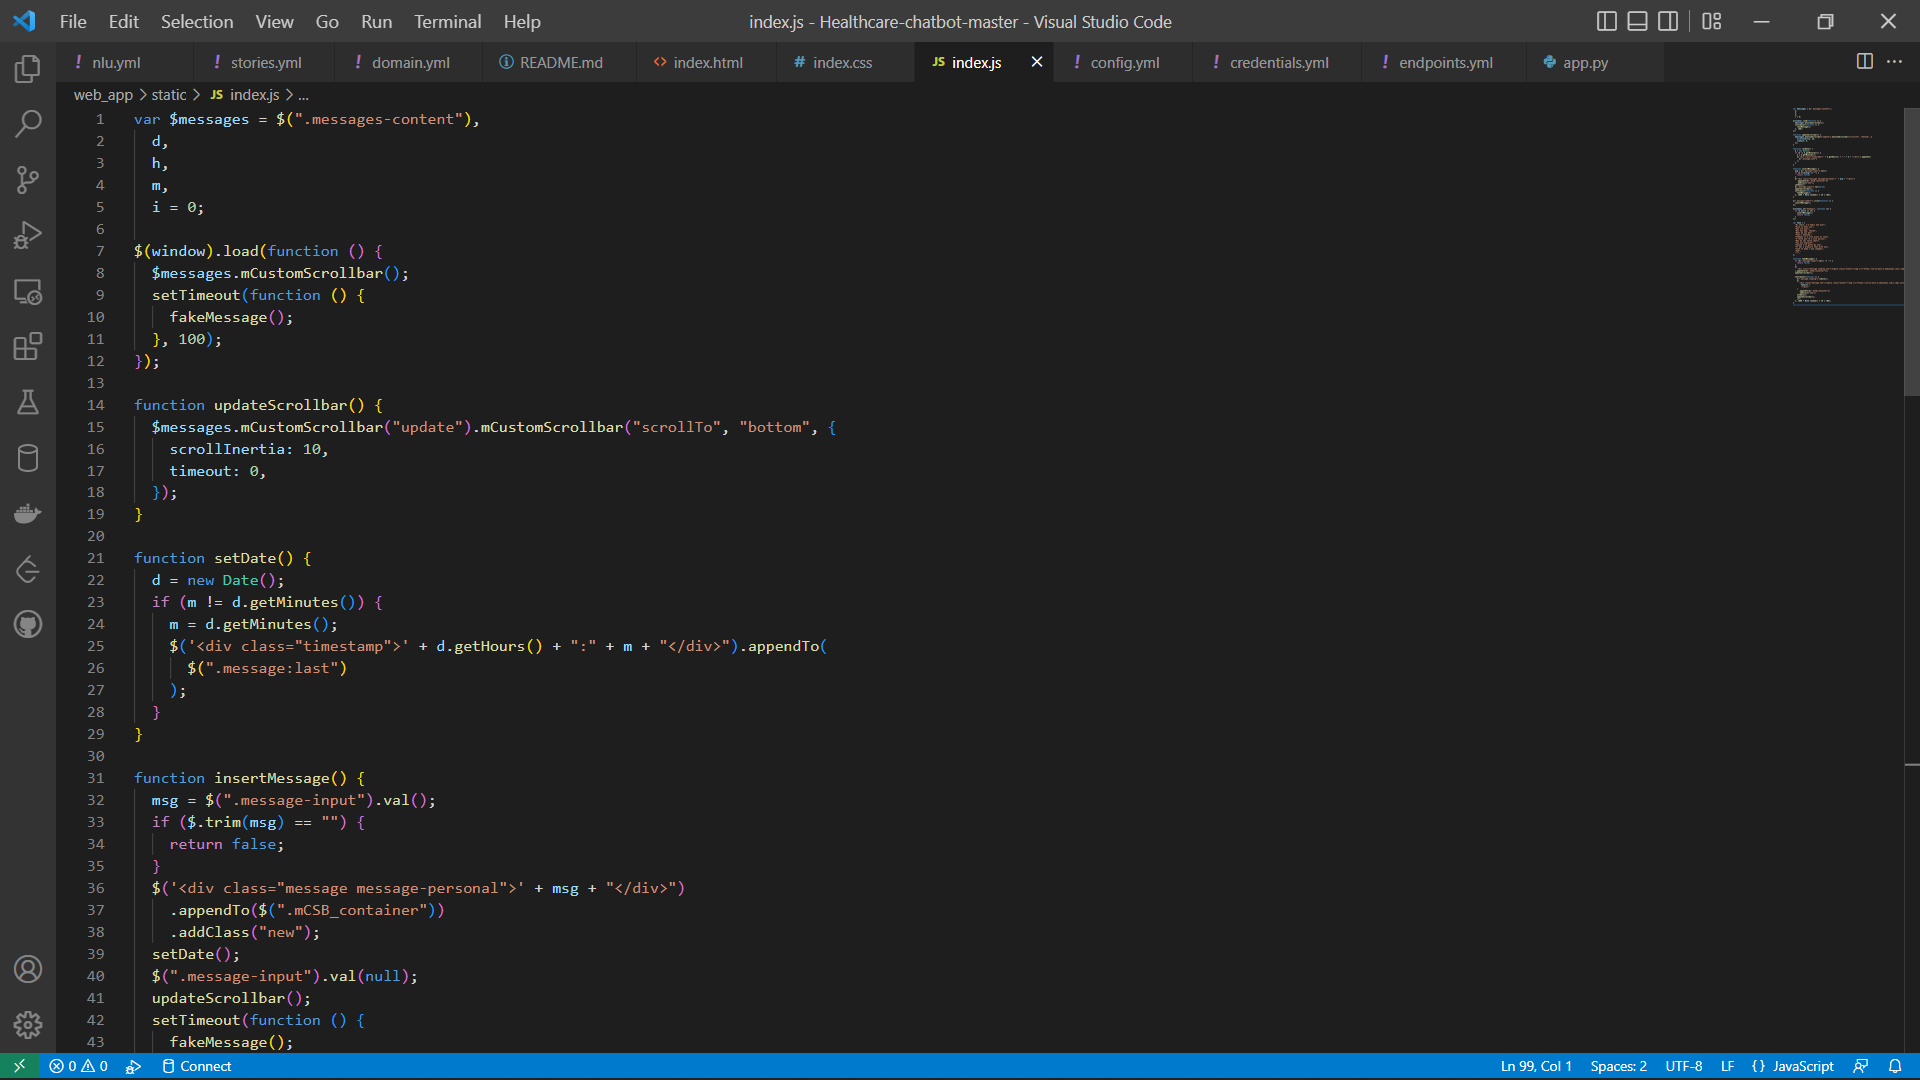 File Edit Selection View Go Run Terminal Help
index.js - Healthcare-chatbot-master - Visual Studio Code
! nlu.yml ! stories.yml ! domain.yml README.md <> index.html # index.css JS index.js ! config.yml ! credentials.yml ! endpoints.yml app.py
web_app > static > JS index.js > ...
1 var $messages = $(".messages-content"),
2   d,
3   h,
4   m,
5   i = 0;
6
7 $(window).load(function () {
8   $messages.mCustomScrollbar();
9   setTimeout(function () {
10     fakeMessage();
11   }, 100);
12 });
13
14 function updateScrollbar() {
15   $messages.mCustomScrollbar("update").mCustomScrollbar("scrollTo", "bottom", {
16     scrollInertia: 10,
17     timeout: 0,
18   });
19 }
20
21 function setDate() {
22   d = new Date();
23   if (m != d.getMinutes()) {
24     m = d.getMinutes();
25     $('<div class="timestamp">' + d.getHours() + ":" + m + "</div>").appendTo(
26       $(".message:last")
27     );
28   }
29 }
30
31 function insertMessage() {
32   msg = $(".message-input").val();
33   if ($.trim(msg) == "") {
34     return false;
35   }
36   $('<div class="message message-personal">' + msg + "</div>")
37     .appendTo($(".mCSB_container"))
38     .addClass("new");
39   setDate();
40   $(".message-input").val(null);
41   updateScrollbar();
42   setTimeout(function () {
43     fakeMessage();
0 0 Connect
Ln 99, Col 1 Spaces: 2 UTF-8 LF {} JavaScript